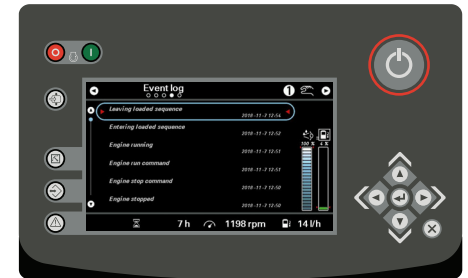 Event log
1
Leaving loaded sequence
2018-11-7 12:54
Entering loaded sequence
2018-11-7 12:52
Engine running
2018-11-7 12:51
Engine run command
2018-11-7 12:51
Engine stop command
2018-11-7 12:50
Engine stopped
2018-11-7 12:50
100 % 4 %
7 h 1198 rpm 14 l/h